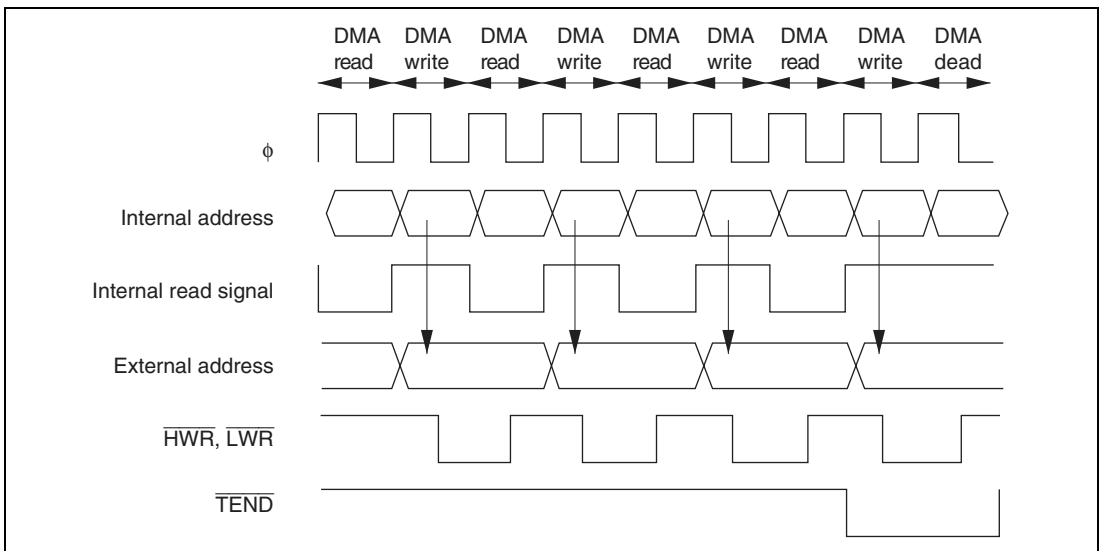 DMA DMA DMA DMA DMA DMA DMA DMA DMA
read write read write read write read write dead
φ
Internal address
Internal read signal
External address
HWR, LWR
TEND